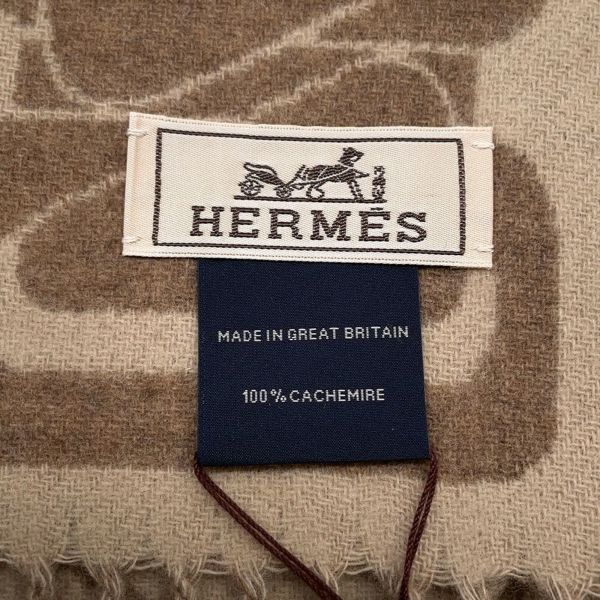 HERMÈS
MADE IN GREAT BRITAIN
100% CACHEMIRE